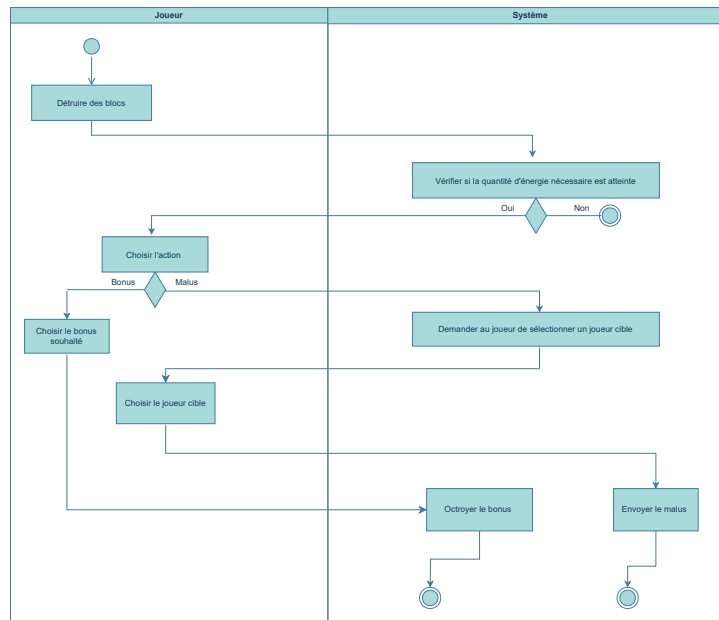 Joueur
Système
Détruire des blocs
Vérifier si la quantité d'énergie nécessaire est atteinte
Oui
Non
Choisir l'action
Bonus
Malus
Choisir le bonus
souhaité
Demander au joueur de sélectionner un joueur cible
Choisir le joueur cible
Octroyer le bonus
Envoyer le malus